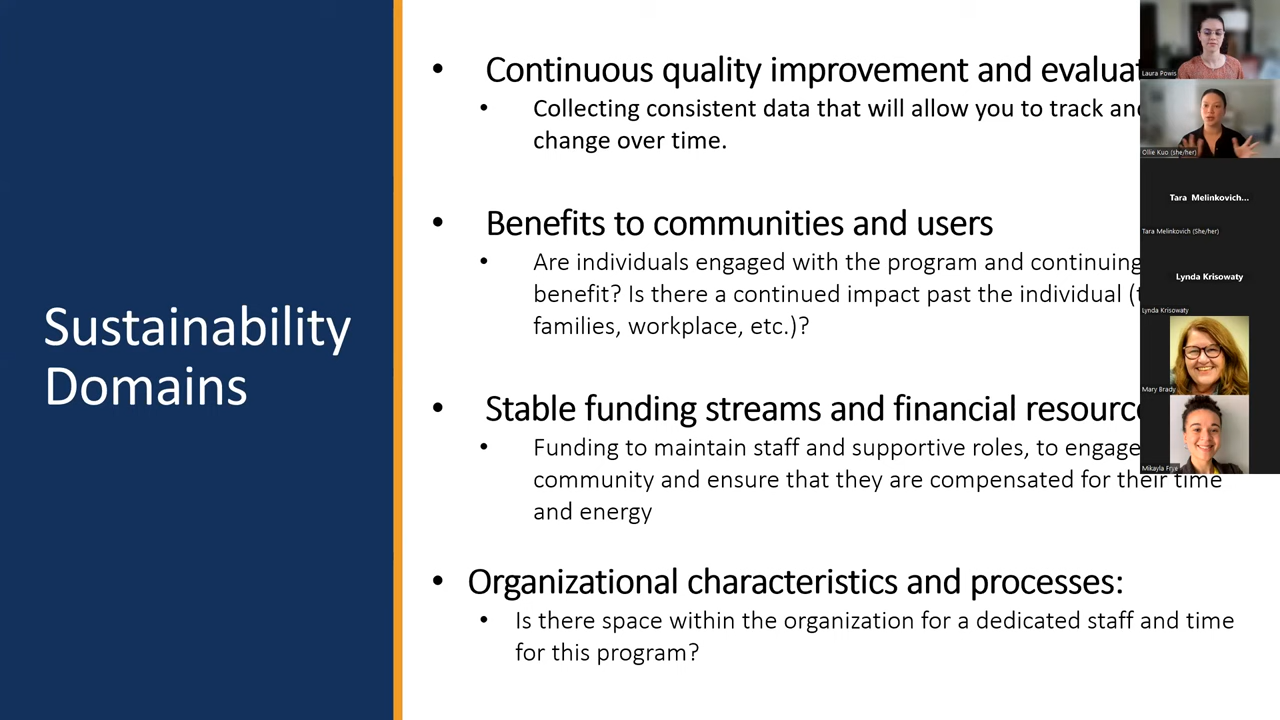 Sustainability
Domains
• Continuous quality improvement and
• Collecting consistent data that will allow you to track
change over time.
• Benefits to communities and users
• Are individuals engaged with the program and continuing
benefit? Is there a continued impact past the individual
families, workplace, etc.)?
• Stable funding streams and financial
• Funding to maintain staff and supportive roles, to engage
community and ensure that they are compensated for their time
and energy
• Organizational characteristics and processes:
• Is there space within the organization for a dedicated staff and time
for this program?
Laura Powis
Ollie Kuo (she/her)
Tara Melinkovich...
Tara Melinkovich (She/her)
Lynda Krisowaty
Lynda Krisowaty
Mary Brady
Mikayla Frye